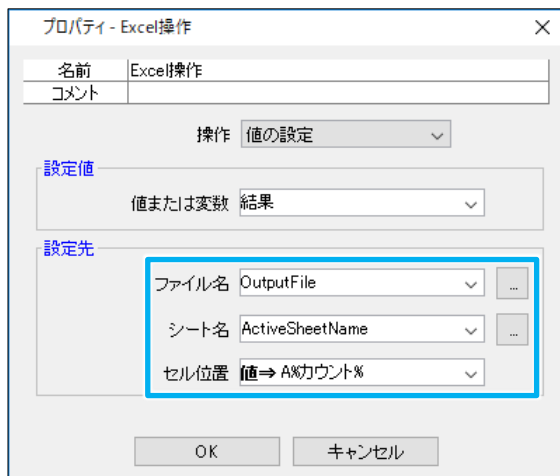 プロパティ - Excel操作
名前 Excel操作
コメント
操作 値の設定
設定値
値または変数 結果
設定先
ファイル名 OutputFile ...
シート名 ActiveSheetName ...
セル位置 値⇒ A%カウント%
OK キャンセル